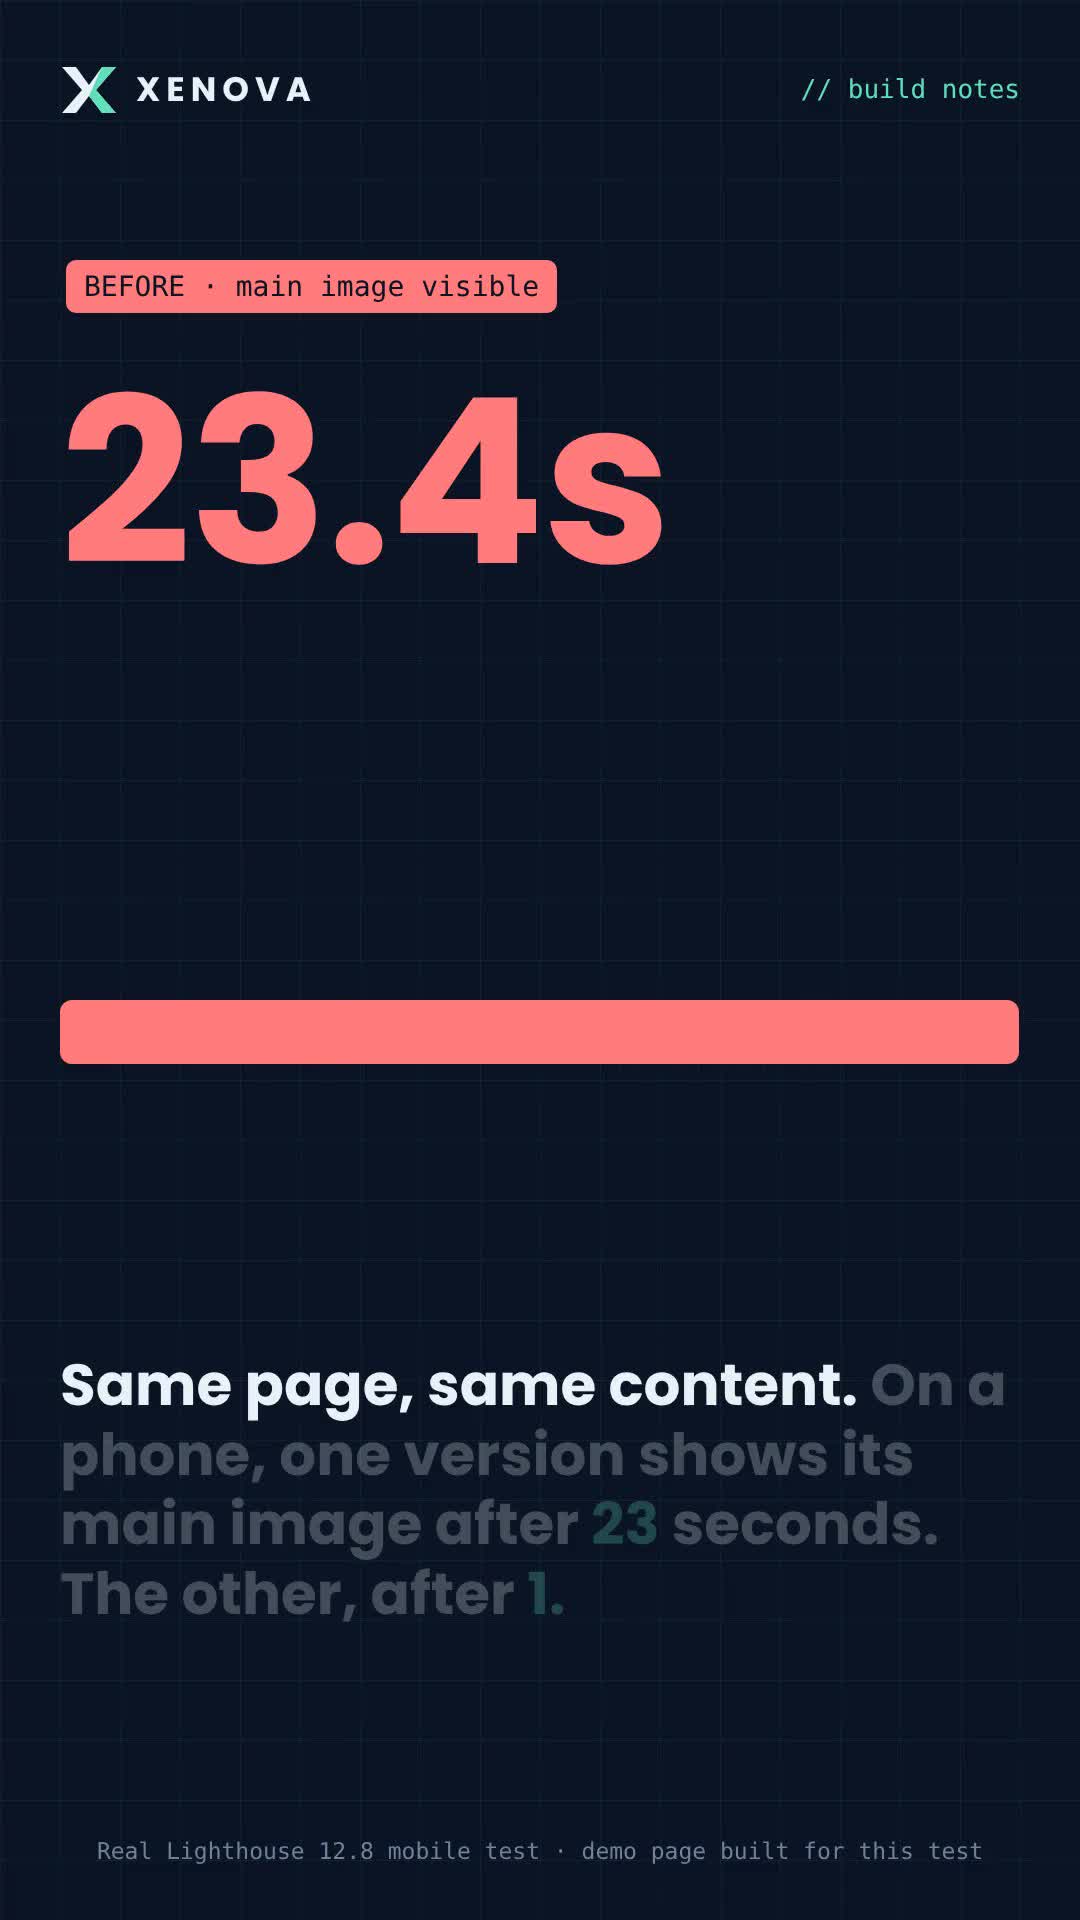 XENOVA
// build notes
BEFORE · main image visible
23.4s
Same page, same content. On a
phone, one version shows its
main image after 23 seconds.
The other, after 1.
Real Lighthouse 12.8 mobile test · demo page built for this test